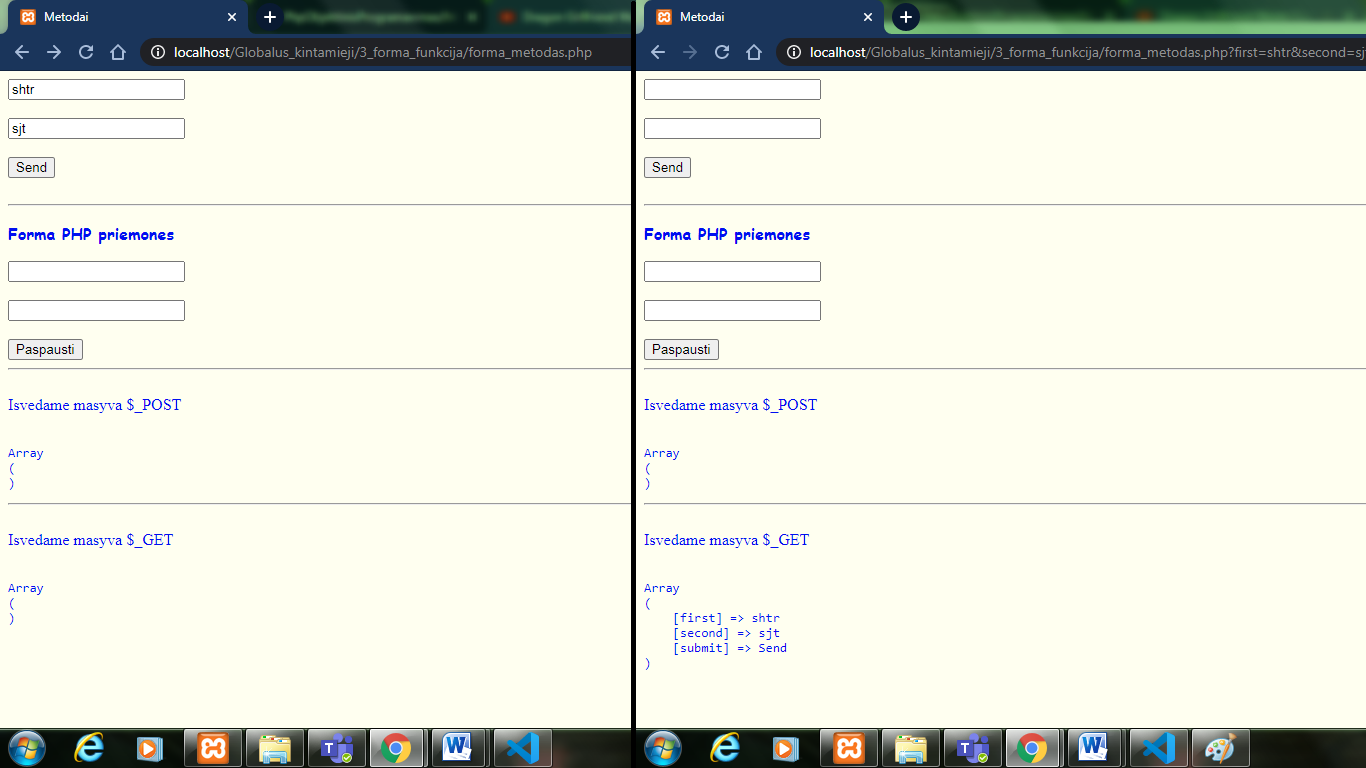 Metodai
localhost/Globalus_kintamieji/3_forma_funkcija/forma_metodas.php
shtr
sjt
Send
Forma PHP priemones
Paspausti
Isvedame masyva $_POST
Array
(
)
Isvedame masyva $_GET
Array
(
)
Metodai
localhost/Globalus_kintamieji/3_forma_funkcija/forma_metodas.php?first=shtr&second=sj
Send
Forma PHP priemones
Paspausti
Isvedame masyva $_POST
Array
(
)
Isvedame masyva $_GET
Array
(
[first] => shtr
[second] => sjt
[submit] => Send
)